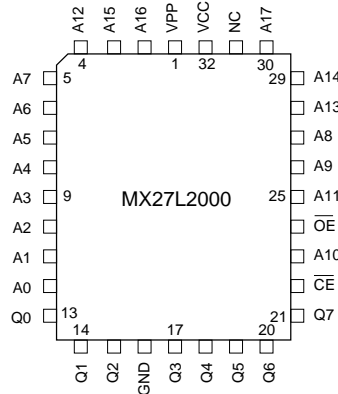 A12 A15 A16 VPP VCC NC A17
4 1 32 30
A7 5 29 A14
A6 A13
A5 A8
A4 A9
A3 9 MX27L2000 25 A11
A2 O̅E̅
A1 A10
A0 C̅E̅
Q0 13 21 Q7
14 17 20
Q1 Q2 GND Q3 Q4 Q5 Q6